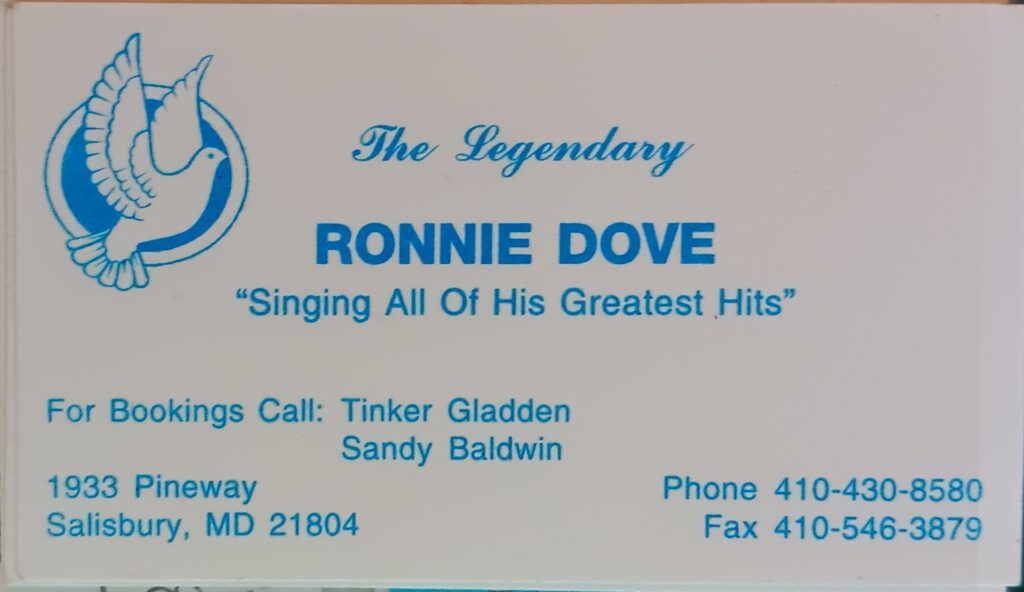 The Legendary
RONNIE DOVE
“Singing All Of His Greatest Hits”
For Bookings Call: Tinker Gladden
Sandy Baldwin
1933 Pineway
Salisbury, MD 21804
Phone 410-430-8580
Fax 410-546-3879